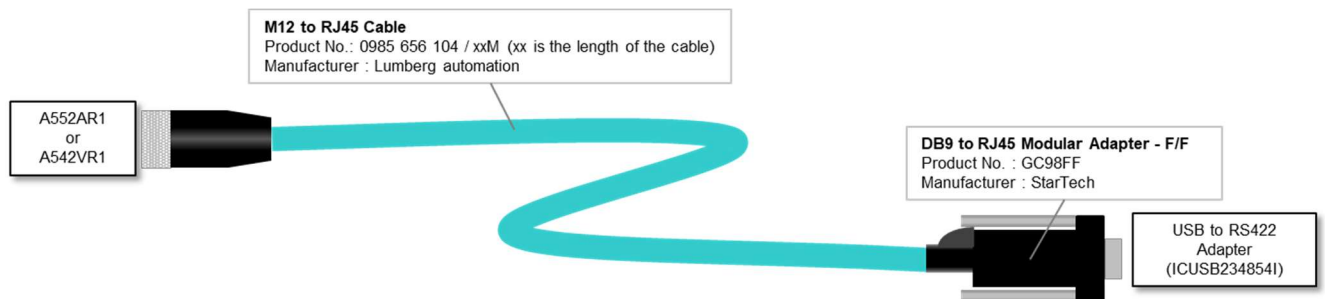 M12 to RJ45 Cable
Product No.: 0985 656 104 / xxM (xx is the length of the cable)
Manufacturer : Lumberg automation
A552AR1
or
A542VR1
DB9 to RJ45 Modular Adapter - F/F
Product No. : GC98FF
Manufacturer : StarTech
USB to RS422
Adapter
(ICUSB234854I)